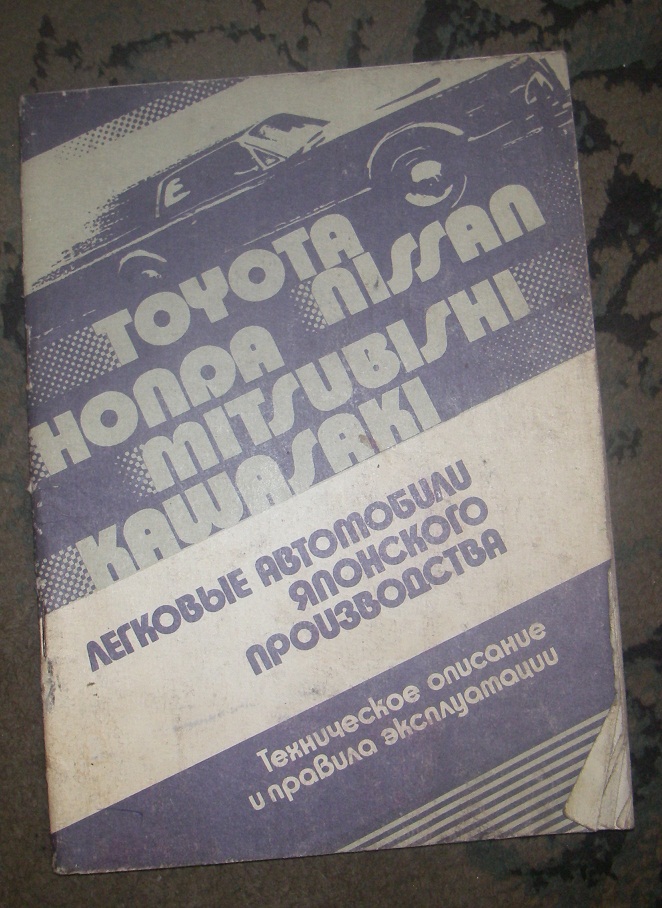 TOYOTA
NISSAN
HONDA
MITSUBISHI
KAWASAKI
ЛЕГКОВЫЕ АВТОМОБИЛИ
ЯПОНСКОГО
ПРОИЗВОДСТВА
Техническое описание
и правила эксплуатации